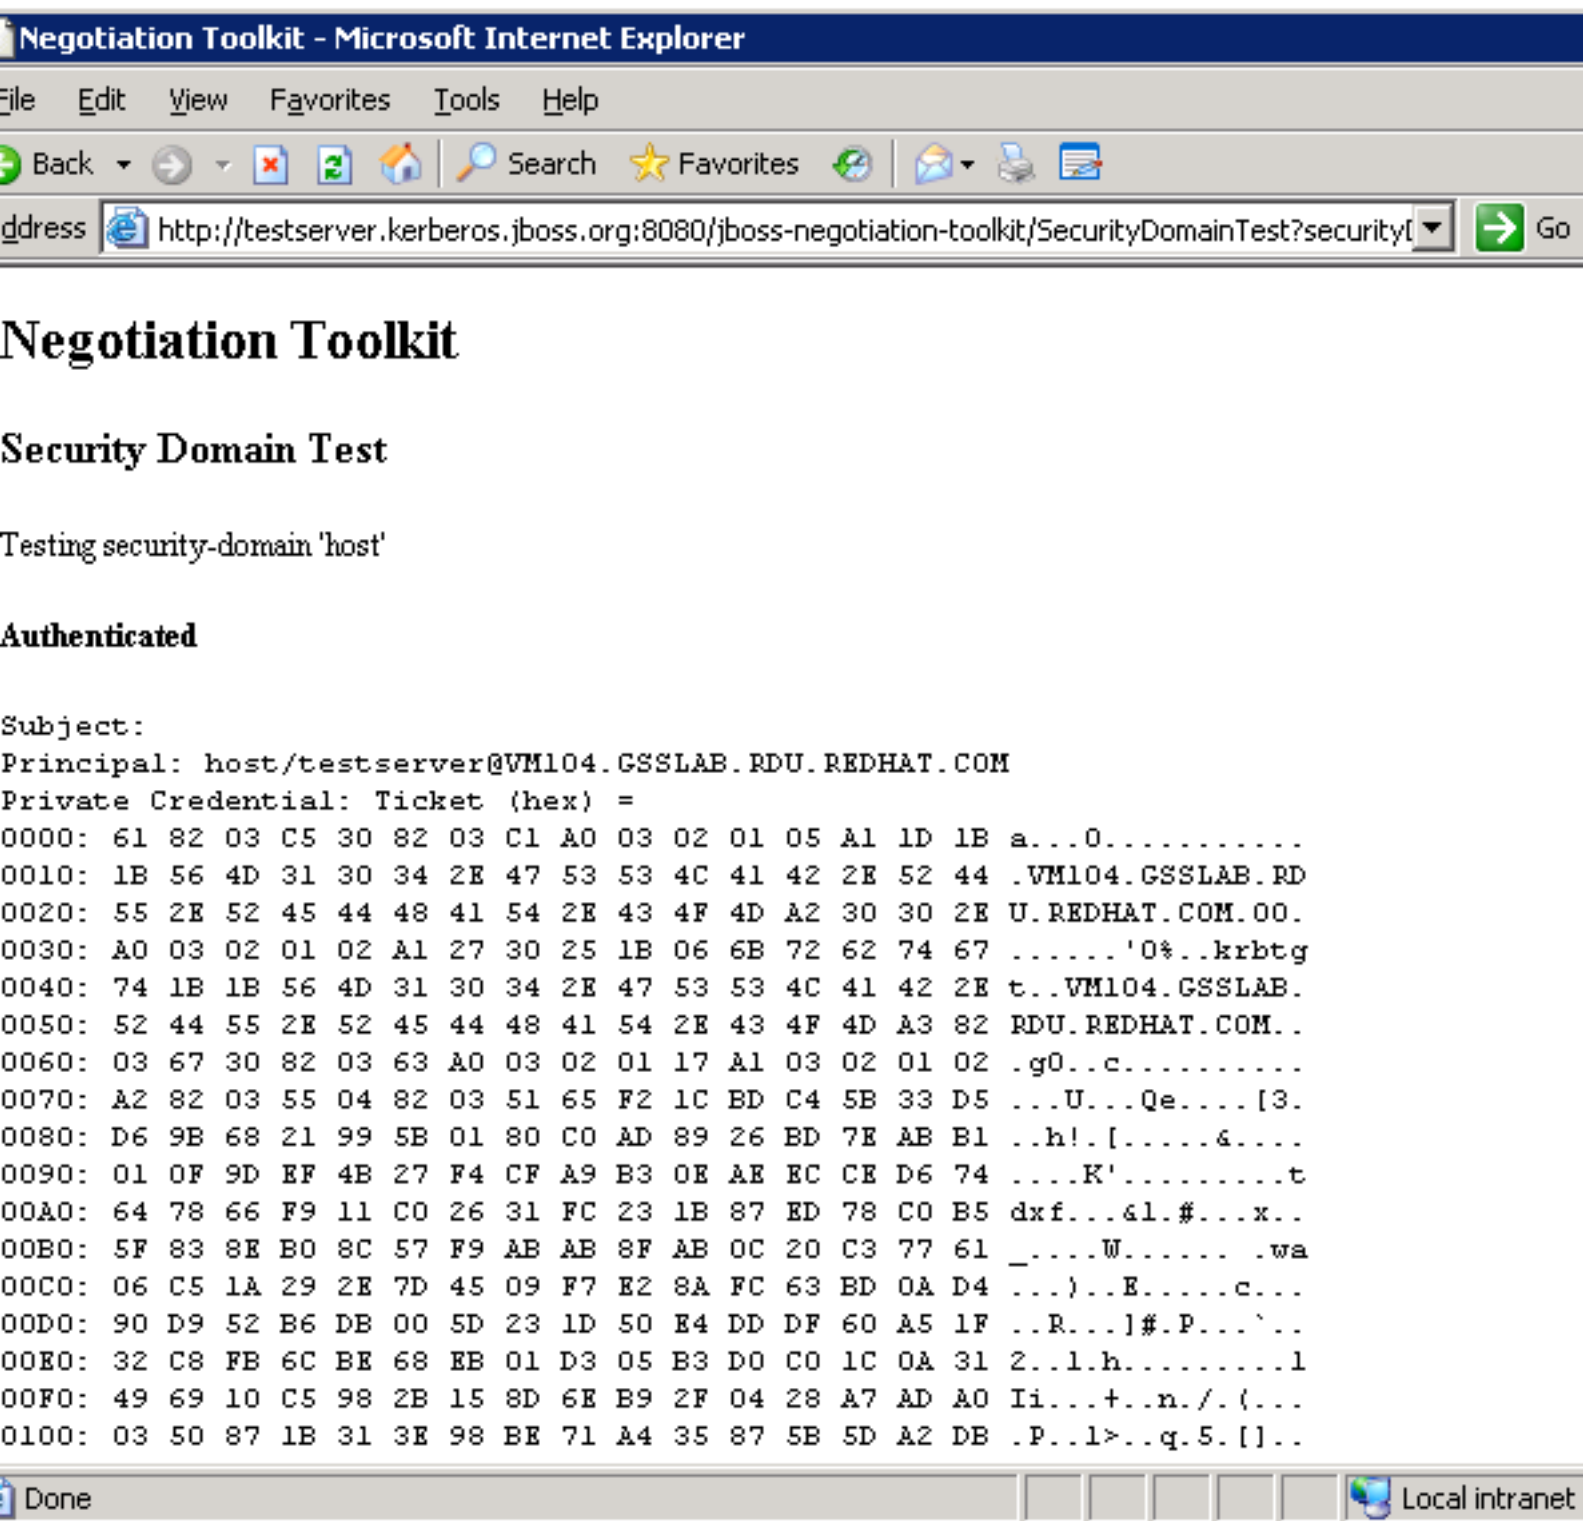 Negotiation Toolkit - Microsoft Internet Explorer
File Edit View Favorites Tools Help
Back Search Favorites
ddress http://testserver.kerberos.jboss.org:8080/jboss-negotiation-toolkit/SecurityDomainTest?security Go
Negotiation Toolkit
Security Domain Test
Testing security-domain 'host'
Authenticated
Subject:
Principal: host/testserver@VM104.GSSLAB.RDU.REDHAT.COM
Private Credential: Ticket (hex) =
0000: 61 82 03 C5 30 82 03 C1 A0 03 02 01 05 A1 1D 1B a...0...........
0010: 1B 56 4D 31 30 34 2E 47 53 53 4C 41 42 2E 52 44 .VM104.GSSLAB.RD
0020: 55 2E 52 45 44 48 41 54 2E 43 4F 4D A2 30 30 2E U.REDHAT.COM.00.
0030: A0 03 02 01 02 A1 27 30 25 1B 06 6B 72 62 74 67 ......'0%..krbtg
0040: 74 1B 1B 56 4D 31 30 34 2E 47 53 53 4C 41 42 2E t..VM104.GSSLAB.
0050: 52 44 55 2E 52 45 44 48 41 54 2E 43 4F 4D A3 82 RDU.REDHAT.COM..
0060: 03 67 30 82 03 63 A0 03 02 01 17 A1 03 02 01 02 .g0..c..........
0070: A2 82 03 55 04 82 03 51 65 F2 1C BD C4 5B 33 D5 ...U...Qe....[3.
0080: D6 9B 68 21 99 5B 01 80 C0 AD 89 26 BD 7E AB B1 ..h!.[.....&....
0090: 01 0F 9D EF 4B 27 F4 CF A9 B3 0E AE EC CE D6 74 ....K'.........t
00A0: 64 78 66 F9 11 C0 26 31 FC 23 1B 87 ED 78 C0 B5 dxf...&1.#...x..
00B0: 5F 83 8E B0 8C 57 F9 AB AB 8F AB 0C 20 C3 77 61 _....W...... .wa
00C0: 06 C5 1A 29 2E 7D 45 09 F7 E2 8A FC 63 BD 0A D4 ...)..E.....c...
00D0: 90 D9 52 B6 DB 00 5D 23 1D 50 E4 DD DF 60 A5 1F ..R...]#.P...`..
00E0: 32 C8 FB 6C BE 68 EB 01 D3 05 B3 D0 C0 1C 0A 31 2..l.h.........1
00F0: 49 69 10 C5 98 2B 15 8D 6E B9 2F 04 28 A7 AD A0 Ii...+..n./.(...
0100: 03 50 87 1B 31 3E 98 BE 71 A4 35 87 5B 5D A2 DB .P..1>..q.5.[]..
Done Local intranet